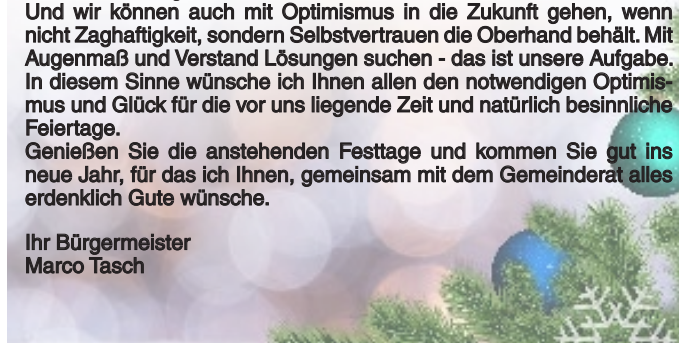 Und wir können auch mit Optimismus in die Zukunft gehen, wenn
nicht Zaghaftigkeit, sondern Selbstvertrauen die Oberhand behält. Mit
Augenmaß und Verstand Lösungen suchen - das ist unsere Aufgabe.
In diesem Sinne wünsche ich Ihnen allen den notwendigen Optimis-
mus und Glück für die vor uns liegende Zeit und natürlich besinnliche
Feiertage.
Genießen Sie die anstehenden Festtage und kommen Sie gut ins
neue Jahr, für das ich Ihnen, gemeinsam mit dem Gemeinderat alles
erdenklich Gute wünsche.
Ihr Bürgermeister
Marco Tasch